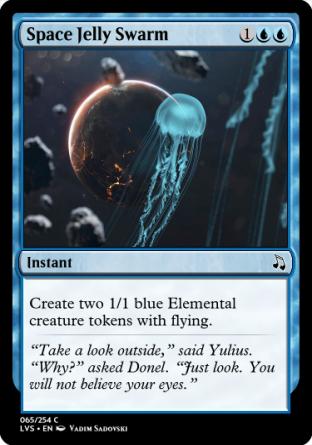 Space Jelly Swarm 1
Instant
Create two 1/1 blue Elemental
creature tokens with flying.
“Take a look outside,” said Yulius.
“Why?” asked Donel. “Just look. You
will not believe your eyes.”
065/254 C
LVS • EN Vadim Sadovski